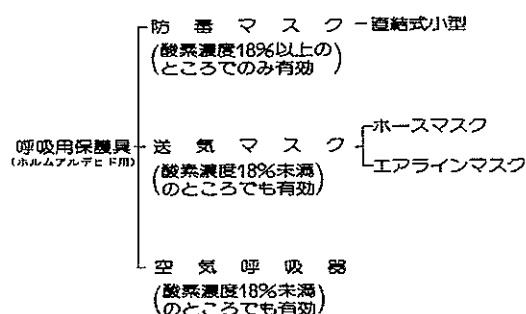 防毒マスク
直結式小型
(酸素濃度18%以上の
ところでのみ有効)
呼吸用保護具
(ホルムアルデヒド用)
送気マスク
ホースマスク
エアラインマスク
(酸素濃度18%未満
のところでも有効)
空気呼吸器
(酸素濃度18%未満
のところでも有効)